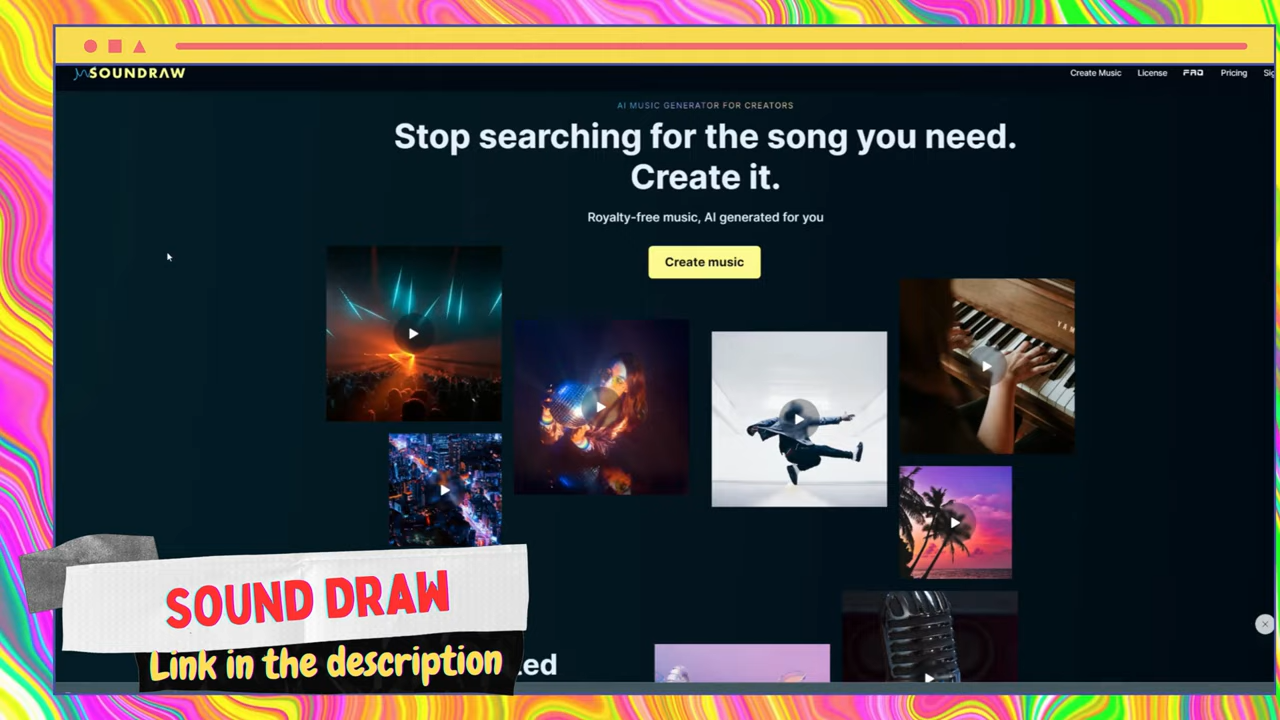 SOUNDRAW
Create Music License FAQ Pricing
AI MUSIC GENERATOR FOR CREATORS
Stop searching for the song you need.
Create it.
Royalty-free music, AI generated for you
Create music
SOUND DRAW
Link in the description